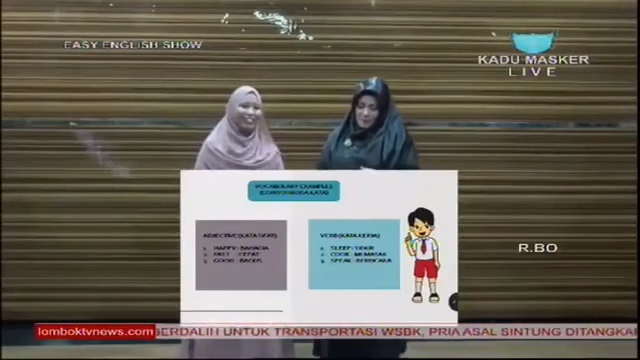 EASY ENGLISH SHOW
KADU MASKER
LIVE
VOCABULARY EXAMPLE
(CONTOH KOSA KATA)
ADJECTIVE (KATA SIFAT)
1. HAPPY : BAHAGIA
2. FAST : CEPAT
3. GOOD : BAGUS
VERB (KATA KERJA)
1. SLEEP : TIDUR
2. COOK : MEMASAK
3. SPEAK : BERBICARA
R.BO
lomboktvnews.com
BERDALIH UNTUK TRANSPORTASI WSBK, PRIA ASAL SINTUNG DITANGKA